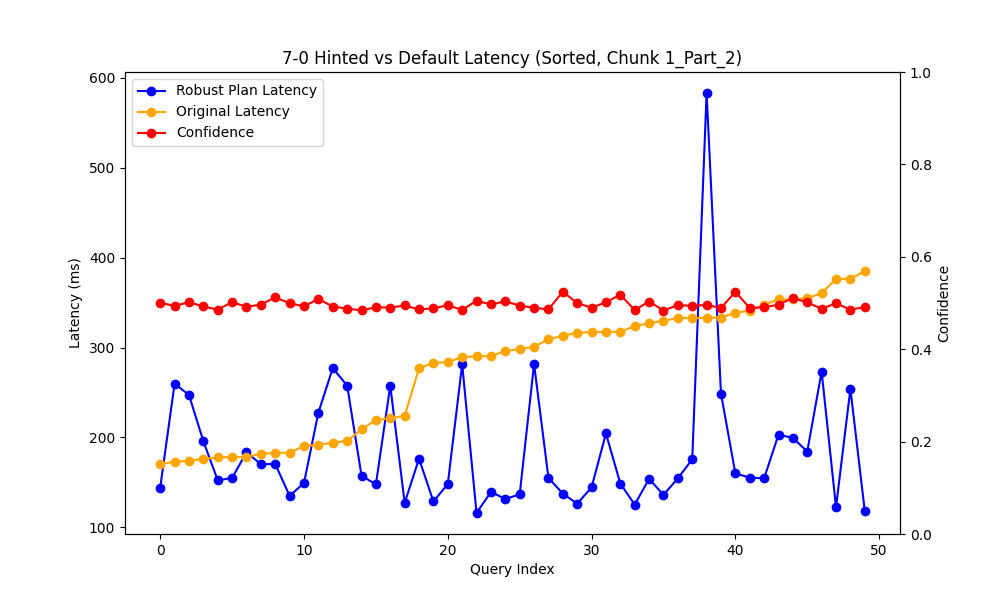 7-0 Hinted vs Default Latency (Sorted, Chunk 1_Part_2)
Robust Plan Latency
Original Latency
Confidence
600
500
400
300
200
100
Latency (ms)
1.0
0.8
0.6
0.4
0.2
0.0
Confidence
0 10 20 30 40 50
Query Index